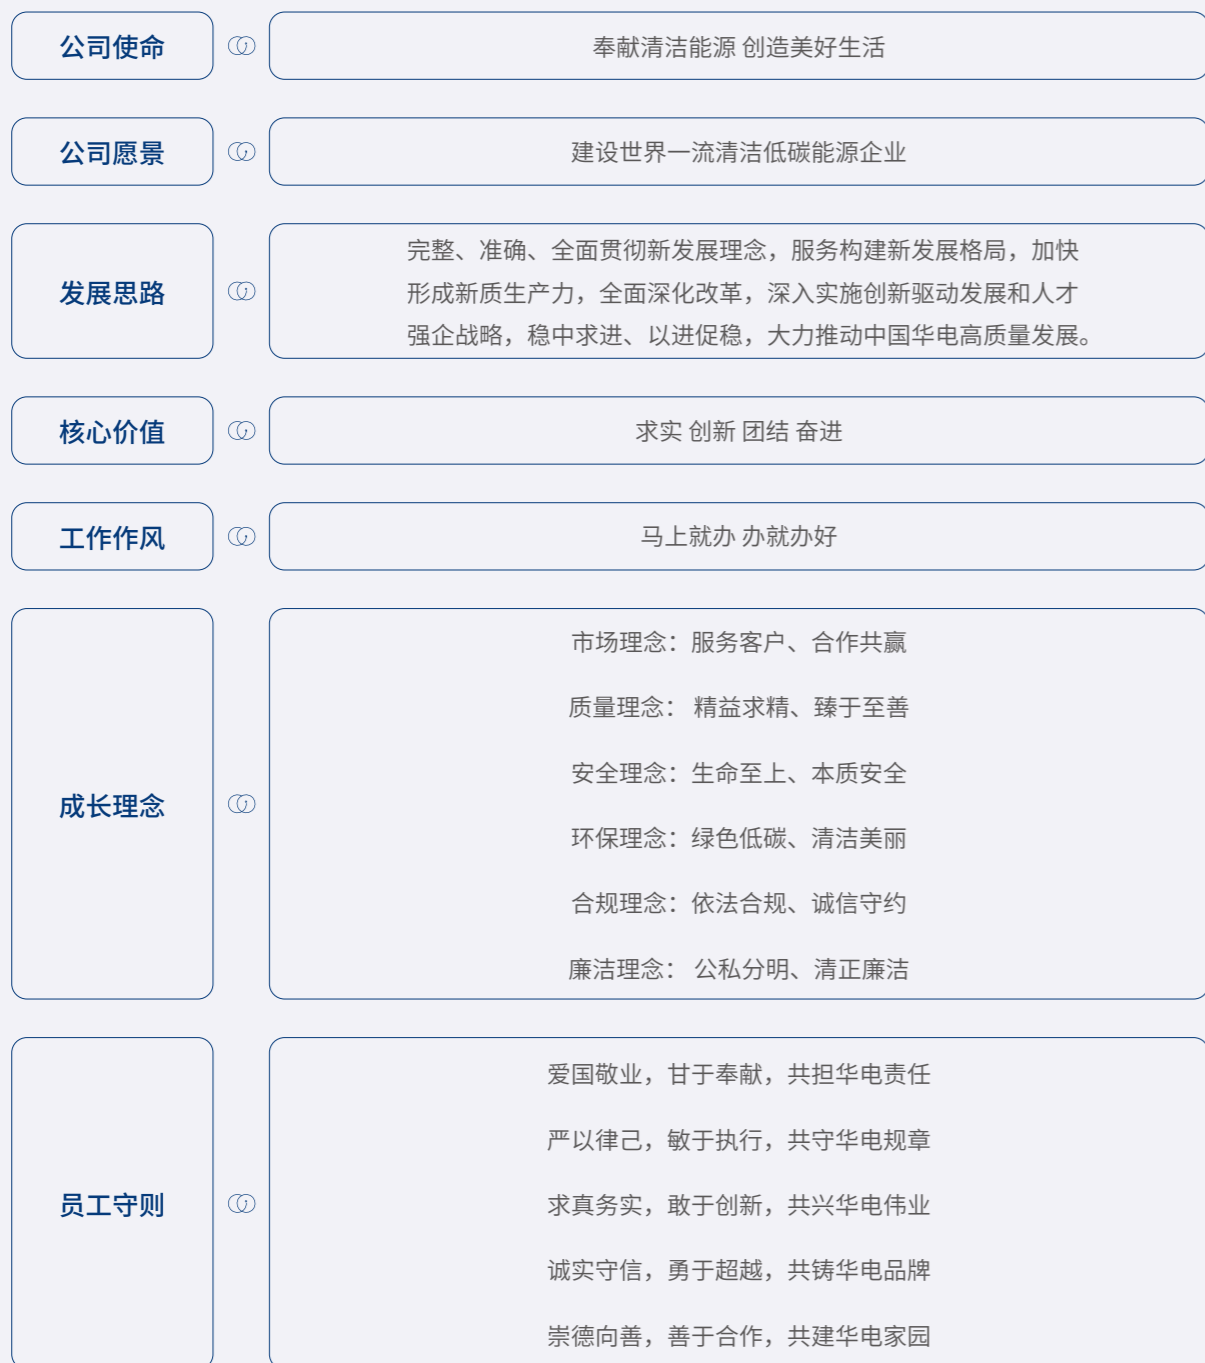 公司使命
奉献清洁能源 创造美好生活
公司愿景
建设世界一流清洁低碳能源企业
发展思路
完整、准确、全面贯彻新发展理念，服务构建新发展格局，加快
形成新质生产力，全面深化改革，深入实施创新驱动发展和人才
强企战略，稳中求进、以进促稳，大力推动中国华电高质量发展。
核心价值
求实 创新 团结 奋进
工作作风
马上就办 办就办好
成长理念
市场理念：服务客户、合作共赢
质量理念： 精益求精、臻于至善
安全理念：生命至上、本质安全
环保理念：绿色低碳、清洁美丽
合规理念：依法合规、诚信守约
廉洁理念： 公私分明、清正廉洁
员工守则
爱国敬业，甘于奉献，共担华电责任
严以律己，敏于执行，共守华电规章
求真务实，敢于创新，共兴华电伟业
诚实守信，勇于超越，共铸华电品牌
崇德向善，善于合作，共建华电家园